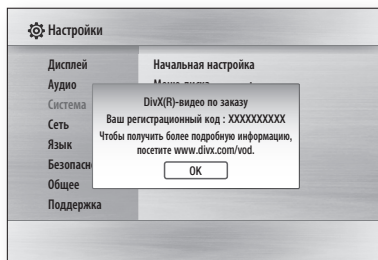 Настройки
Дисплей
Начальная настройка
Аудио
Система
DivX(R)-видео по заказу
Ваш регистрационный код : XXXXXXXXXX
Чтобы получить более подробную информацию,
посетите www.divx.com/vod.
OK
Сеть
Язык
Безопасн
Общее
Поддержка